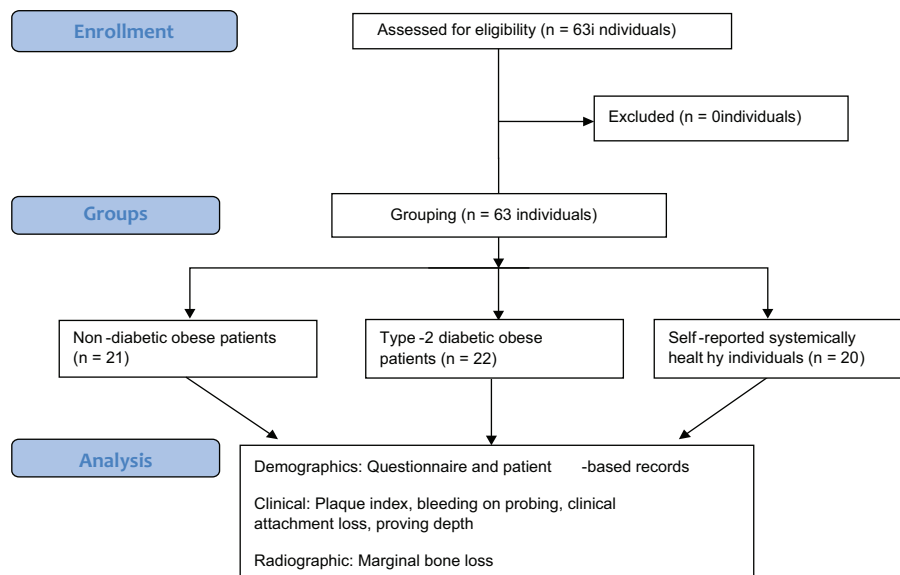 Enrollment
Assessed for eligibility (n = 63i ndividuals)
Excluded (n = 0individuals)
Groups
Grouping (n = 63 individuals)
Non -diabetic obese patients
(n = 21)
Type -2 diabetic obese
patients (n = 22)
Self -reported systemically
healt hy individuals (n = 20)
Analysis
Demographics: Questionnaire and patient -based records
Clinical: Plaque index, bleeding on probing, clinical
attachment loss, proving depth
Radiographic: Marginal bone loss